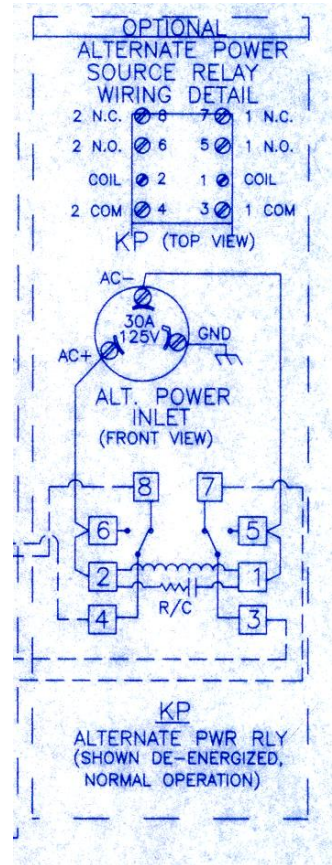 OPTIONAL
ALTERNATE POWER
SOURCE RELAY
WIRING DETAIL
2 N.C. 8 7 1 N.C.
2 N.O. 6 5 1 N.O.
COIL 2 1 COIL
2 COM 4 3 1 COM
KP (TOP VIEW)
AC-
30A
125V
GND
AC+
ALT. POWER
INLET
(FRONT VIEW)
8 7
6 5
2 1
R/C
4 3
KP
ALTERNATE PWR RLY
(SHOWN DE-ENERGIZED,
NORMAL OPERATION)